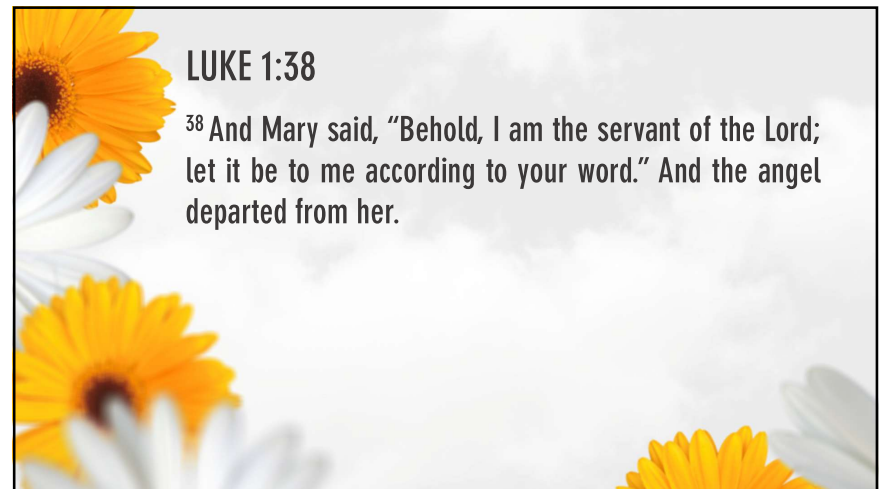 LUKE 1:38
38 And Mary said, “Behold, I am the servant of the Lord;
let it be to me according to your word.” And the angel
departed from her.